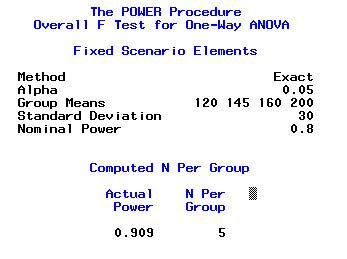 The POWER Procedure
Overall F Test for One-Way ANOVA
Fixed Scenario Elements
Method Exact
Alpha 0.05
Group Means 120 145 160 200
Standard Deviation 30
Nominal Power 0.8
Computed N Per Group
Actual N Per
Power Group
0.909 5